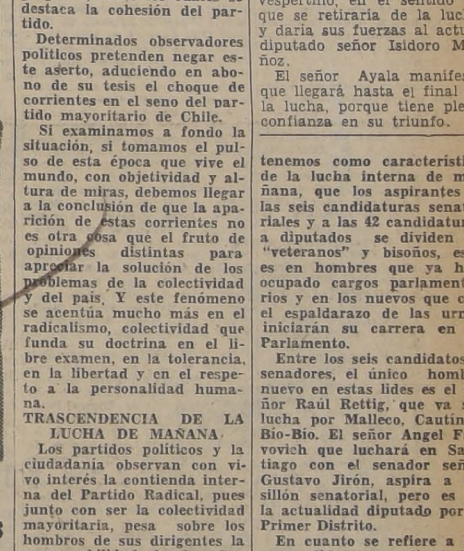 destaca la cohesión del par-
tido.
Determinados observadores
políticos pretenden negar es-
te aserto, aduciendo en abo-
no de su tesis el choque de
corrientes en el seno del par-
tido mayoritario de Chile.
Si examinamos a fondo la
situación, si tomamos el pul-
so de esta época que vive el
mundo, con objetividad y al-
tura de miras, debemos llegar
a la conclusión de que la apa-
rición de éstas corrientes no
es otra cosa que el fruto de
opiniones distintas para
apreciar la solución de los
problemas de la colectividad
y del país. Y este fenómeno
se acentúa mucho más en el
radicalismo, colectividad que
funda su doctrina en el li-
bre examen, en la tolerancia,
en la libertad y en el respe-
to a la personalidad huma-
na.
TRASCENDENCIA DE LA
LUCHA DE MAÑANA
Los partidos políticos y la
ciudadanía observan con vi-
vo interés la contienda inter-
na del Partido Radical, pues
junto con ser la colectividad
mayoritaria, pesa sobre los
hombros de sus dirigentes la
vespertino, en el sentido
que se retiraría de la luc
y daría sus fuerzas al actu
diputado señor Isidoro M
ñoz.
El señor Ayala manifes
que llegará hasta el final
la lucha, porque tiene ple
confianza en su triunfo.
tenemos como característi
de la lucha interna de m
ñana, que los aspirantes
las seis candidaturas senat
riales y a las 42 candidatu
a diputados se dividen
"veteranos" y bisoños, es
es en hombres que ya h
ocupado cargos parlament
rios y en los nuevos que c
el espaldarazo de las urn
iniciarán su carrera en
Parlamento.
Entre los seis candidatos
senadores, el único homb
nuevo en estas lides es el
ñor Raúl Rettig, que va
lucha por Malleco, Cautín
Bío-Bío. El señor Angel F
vovich que luchará en Sa
tiago con el senador señ
Gustavo Jirón, aspira a
sillón senatorial, pero es
la actualidad diputado por
Primer Distrito.
En cuanto se refiere a